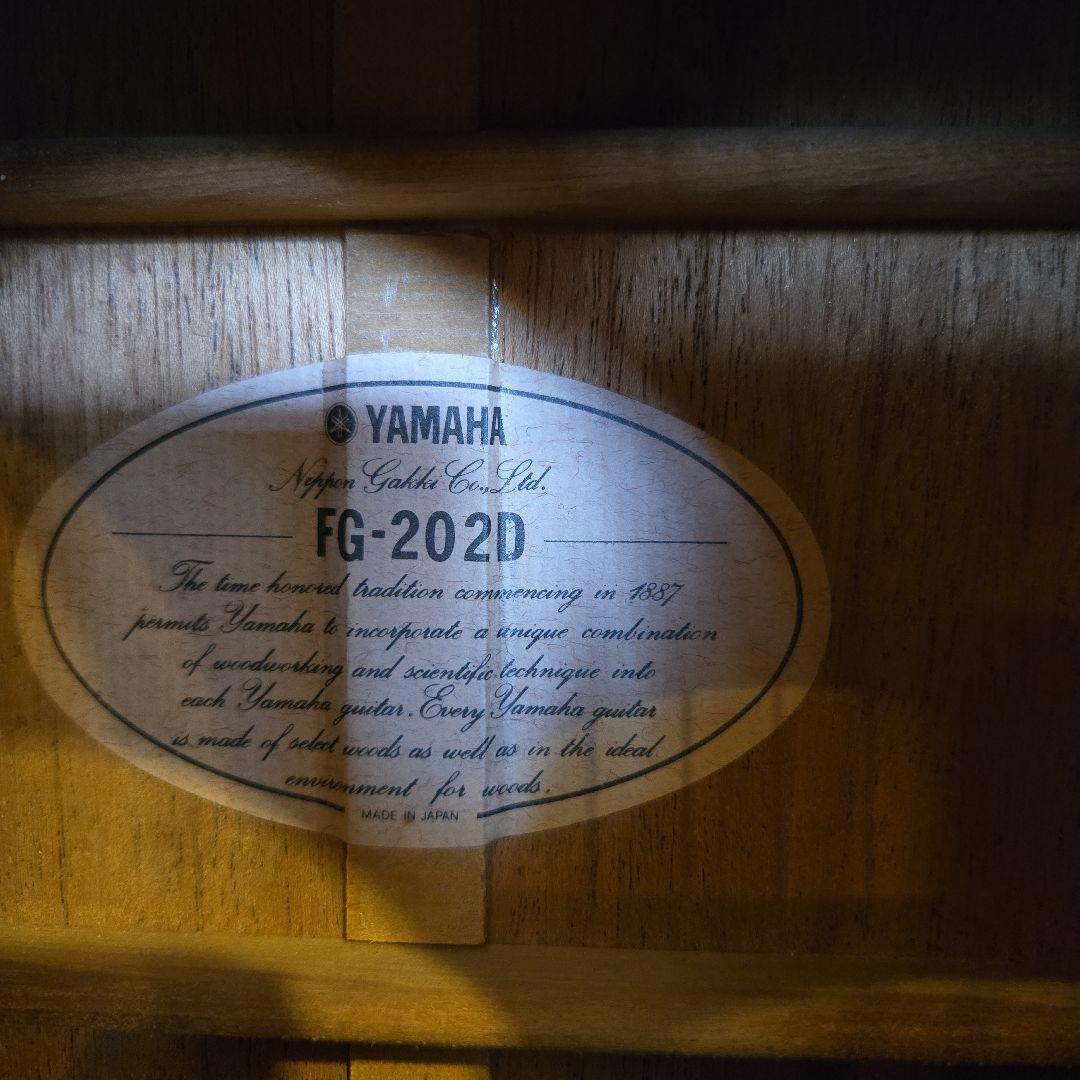 YAMAHA
Nippon Gakki Co., Ltd.
FG-202D
The time honored tradition commencing in 1887
permits Yamaha to incorporate a unique combination
of woodworking and scientific technique into
each Yamaha guitar. Every Yamaha guitar
is made of select woods as well as in the ideal
environment for woods.
MADE IN JAPAN